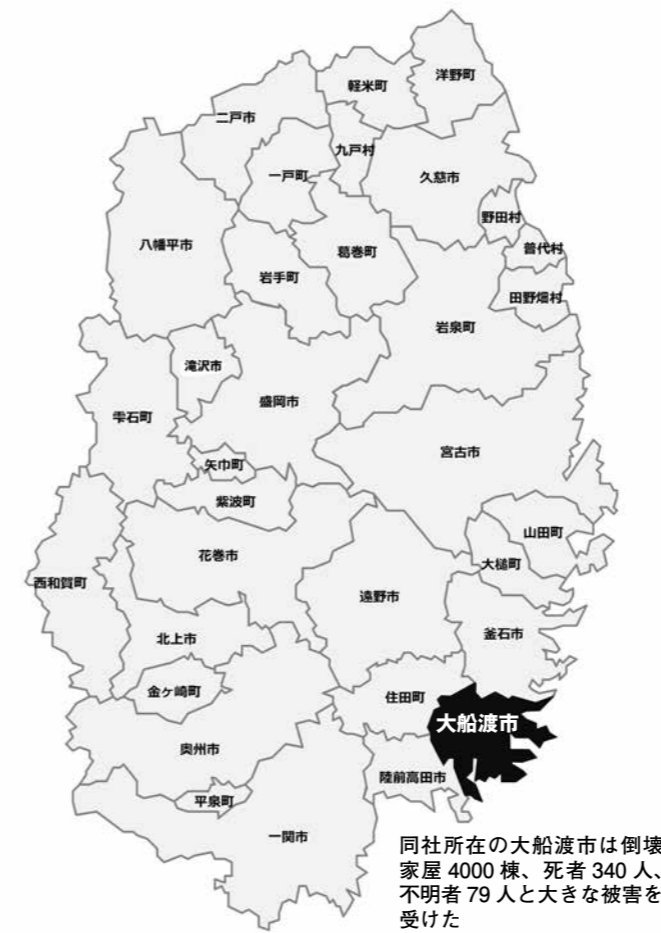 洋野町
軽米町
二戸市
九戸村
一戸町
久慈市
野田村
八幡平市
葛巻町
普代村
岩手町
田野畑村
岩泉町
滝沢市
盛岡市
雫石町
宮古市
矢巾町
紫波町
山田町
花巻市
大槌町
西和賀町
遠野市
釜石市
北上市
金ヶ崎町
住田町
大船渡市
奥州市
陸前高田市
平泉町
一関市
同社所在の大船渡市は倒壊
家屋 4000 棟、死者 340 人、
不明者 79 人と大きな被害を
受けた